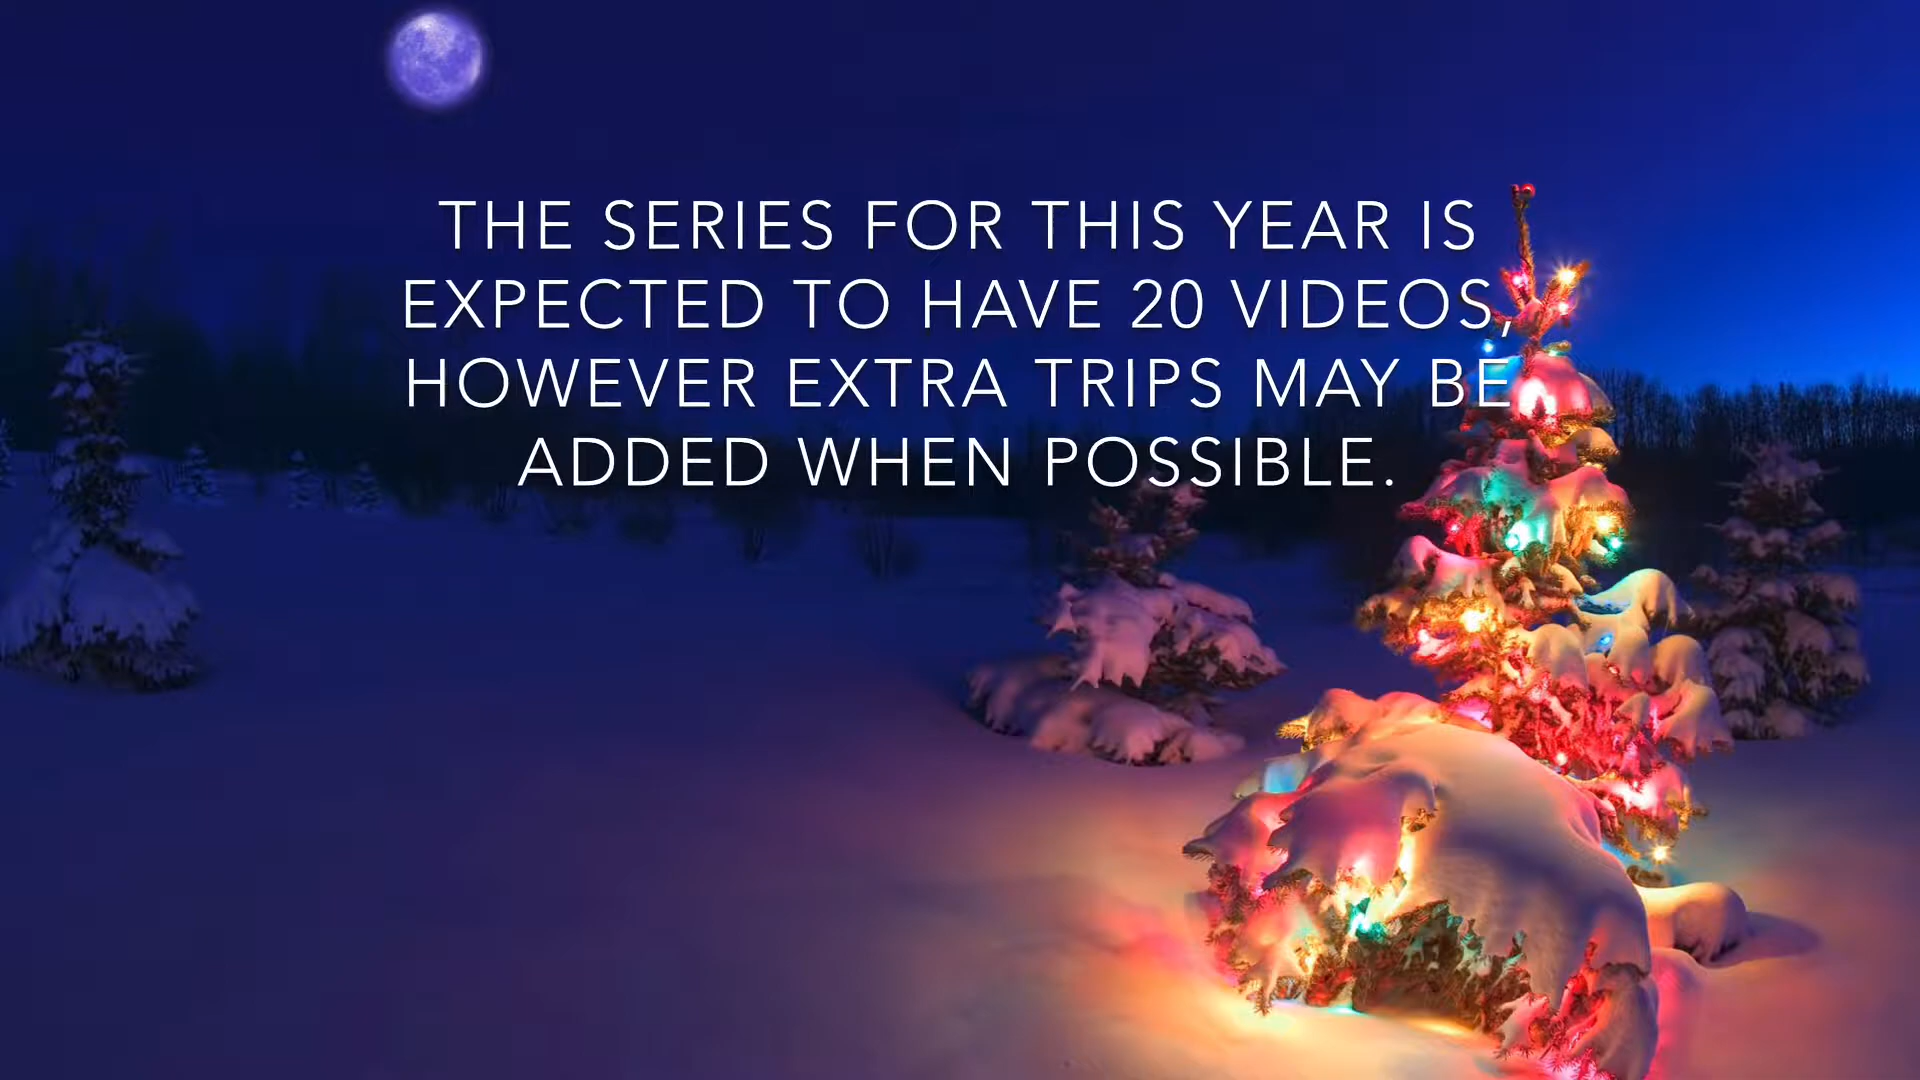 THE SERIES FOR THIS YEAR IS
EXPECTED TO HAVE 20 VIDEOS,
HOWEVER EXTRA TRIPS MAY BE
ADDED WHEN POSSIBLE.